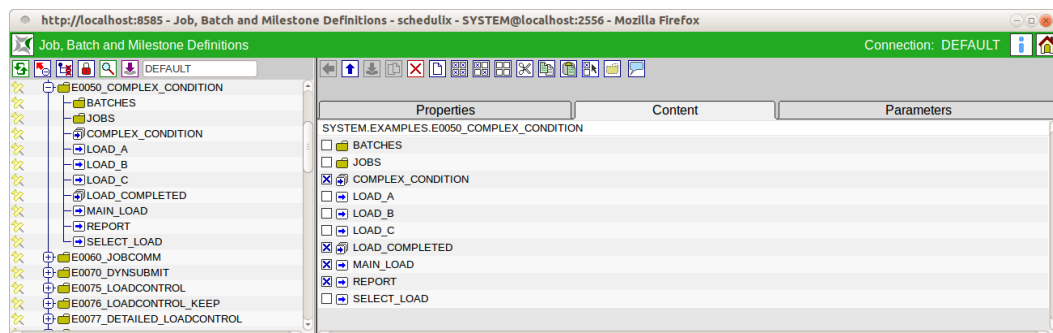 http://localhost:8585 - Job, Batch and Milestone Definitions - schedulix - SYSTEM@localhost:2556 - Mozilla Firefox
Job, Batch and Milestone Definitions
Connection: DEFAULT
DEFAULT
E0050_COMPLEX_CONDITION
BATCHES
JOBS
COMPLEX_CONDITION
LOAD_A
LOAD_B
LOAD_C
LOAD_COMPLETED
MAIN_LOAD
REPORT
SELECT_LOAD
E0060_JOBCOMM
E0070_DYNSUBMIT
E0075_LOADCONTROL
E0076_LOADCONTROL_KEEP
E0077_DETAILED_LOADCONTROL
Properties
Content
Parameters
SYSTEM.EXAMPLES.E0050_COMPLEX_CONDITION
BATCHES
JOBS
COMPLEX_CONDITION
LOAD_A
LOAD_B
LOAD_C
LOAD_COMPLETED
MAIN_LOAD
REPORT
SELECT_LOAD